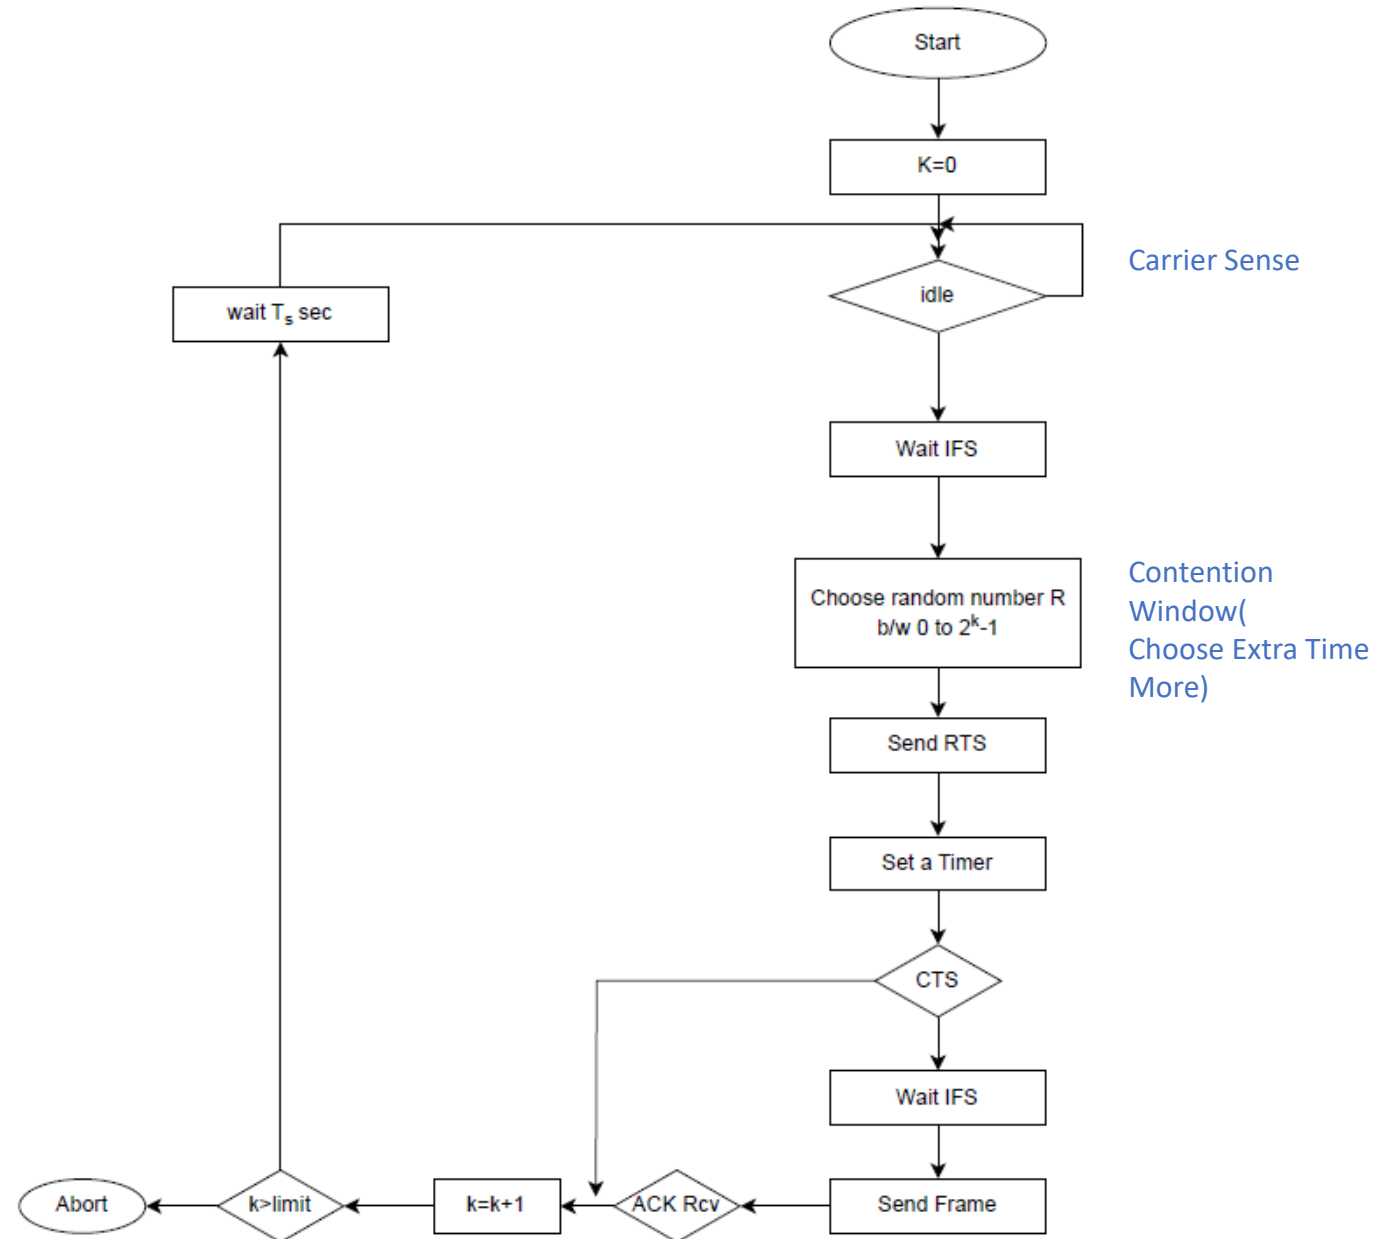 Start
K=0
Carrier Sense
idle
wait Tₛ sec
Wait IFS
Choose random number R
b/w 0 to 2ᵏ-1
Contention
Window(
Choose Extra Time
More)
Send RTS
Set a Timer
CTS
Wait IFS
Send Frame
ACK Rcv
k=k+1
k>limit
Abort